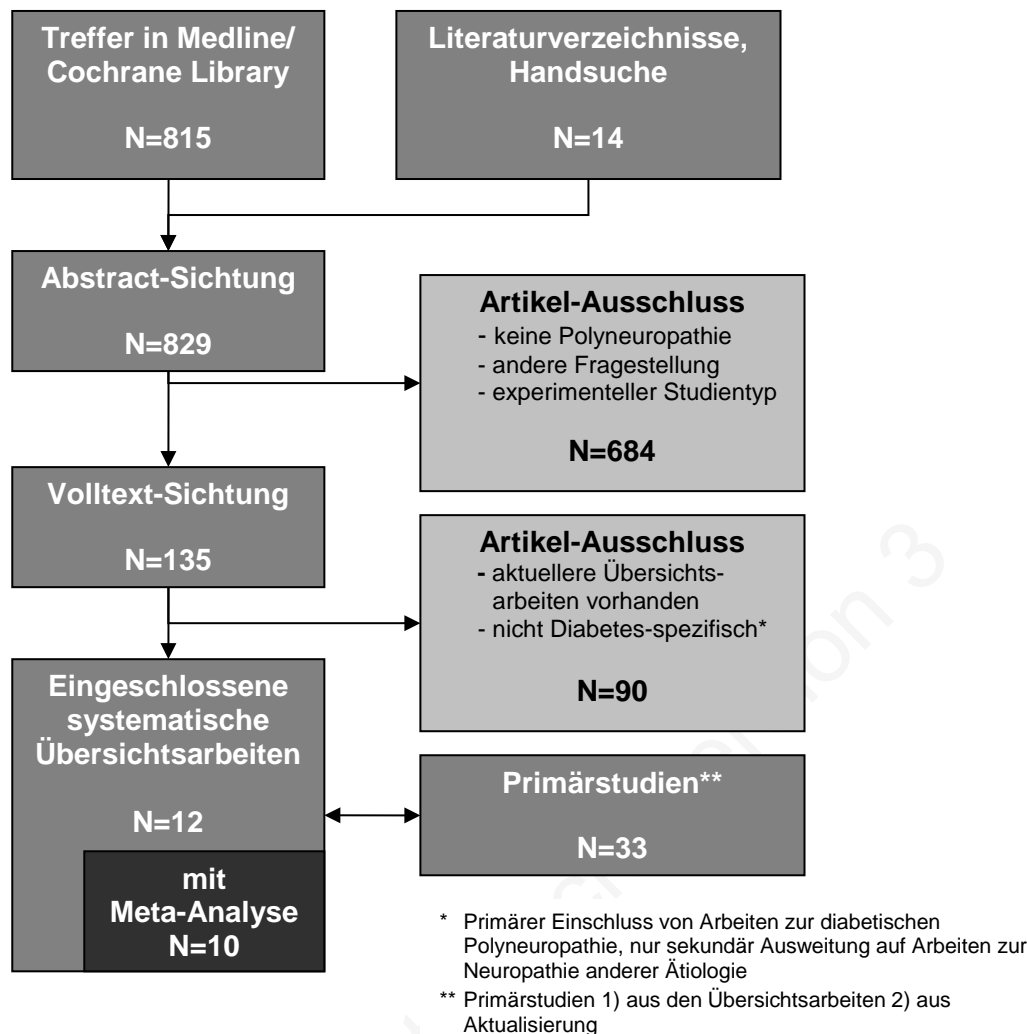 Treffer in Medline/
Cochrane Library
N=815
Literaturverzeichnisse,
Handsuche
N=14
Abstract-Sichtung
N=829
Artikel-Ausschluss
- keine Polyneuropathie
- andere Fragestellung
- experimenteller Studientyp
N=684
Volltext-Sichtung
N=135
Artikel-Ausschluss
- aktuellere Übersichts-
arbeiten vorhanden
- nicht Diabetes-spezifisch*
N=90
Eingeschlossene
systematische
Übersichtsarbeiten
N=12
mit
Meta-Analyse
N=10
Primärstudien**
N=33
* Primärer Einschluss von Arbeiten zur diabetischen
Polyneuropathie, nur sekundär Ausweitung auf Arbeiten zur
Neuropathie anderer Ätiologie
** Primärstudien 1) aus den Übersichtsarbeiten 2) aus
Aktualisierung